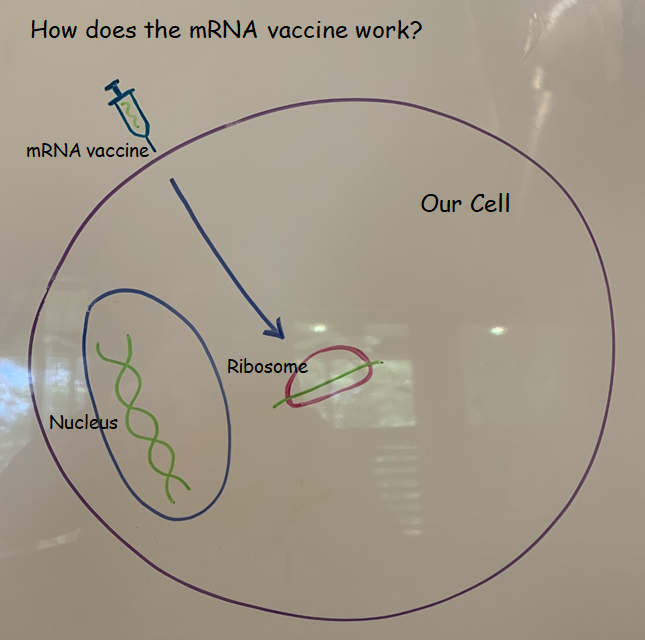 How does the mRNA vaccine work?
mRNA vaccine
Our Cell
Ribosome
Nucleus